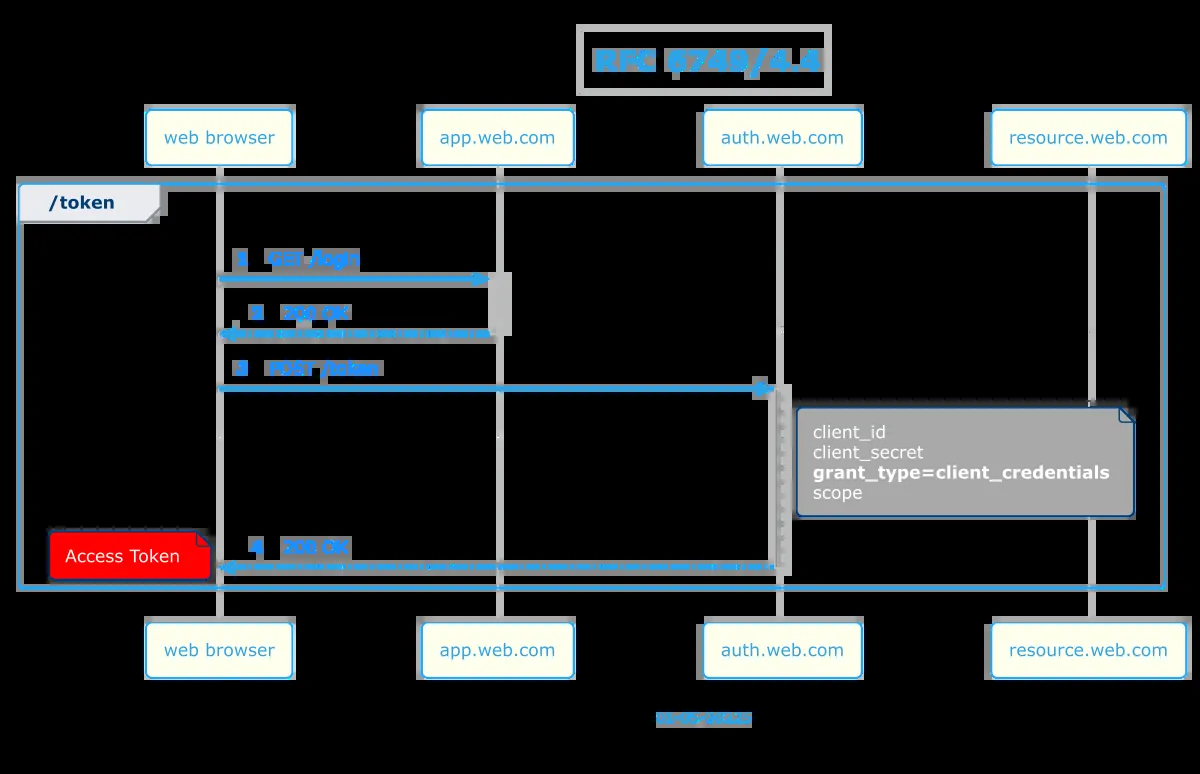 RFC 6749/4.4
web browser
app.web.com
auth.web.com
resource.web.com
/token
1 GET /login
2 200 OK
3 POST /token
client_id
client_secret
grant_type=client_credentials
scope
4 200 OK
Access Token
web browser
app.web.com
auth.web.com
resource.web.com